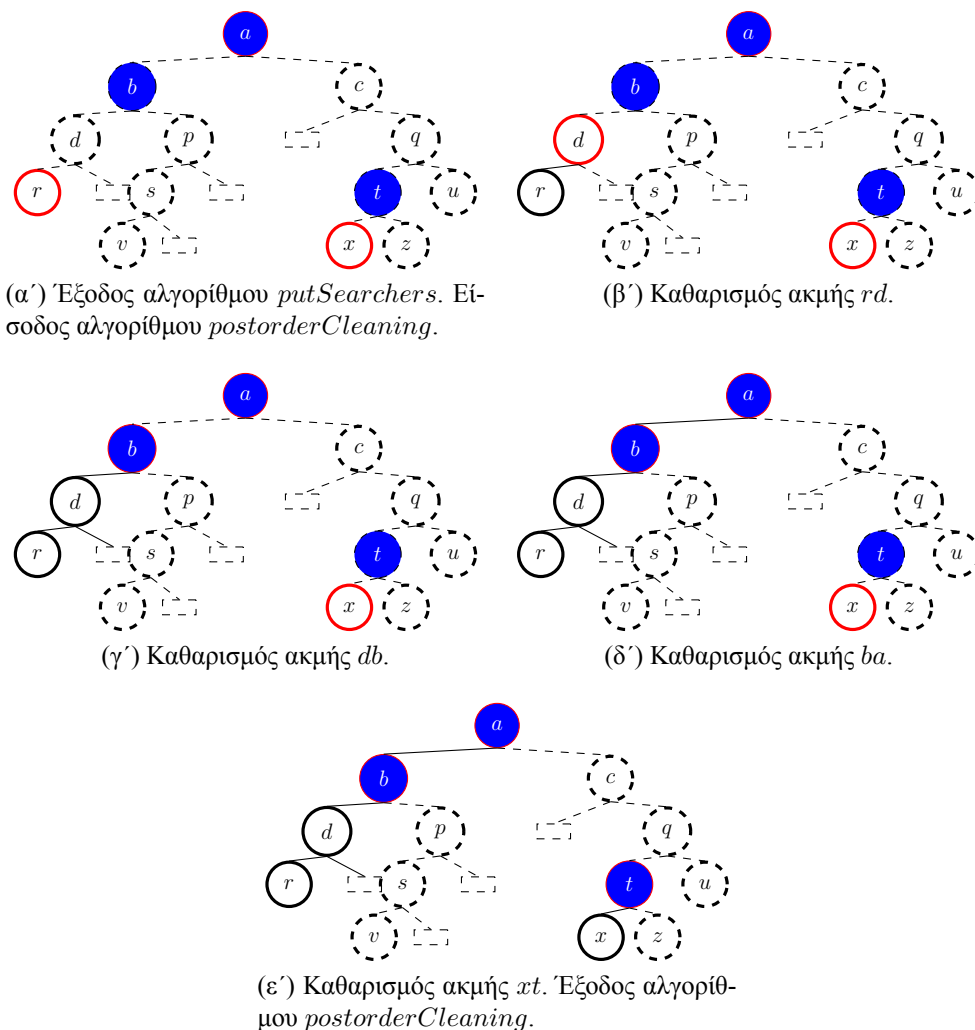 a a
b c b c
d p q d p q
r s t u r s t u
v x z v x z
(α΄) Έξοδος αλγορίθμου putSearchers. Εί-
σοδος αλγορίθμου postorderCleaning.
(β΄) Καθαρισμός ακμής rd.
a a
b c b c
d p q d p q
r s t u r s t u
v x z v x z
(γ΄) Καθαρισμός ακμής db.
(δ΄) Καθαρισμός ακμής ba.
a
b c
d p q
r s t u
v x z
(ε΄) Καθαρισμός ακμής xt. Έξοδος αλγορίθ-
μου postorderCleaning.